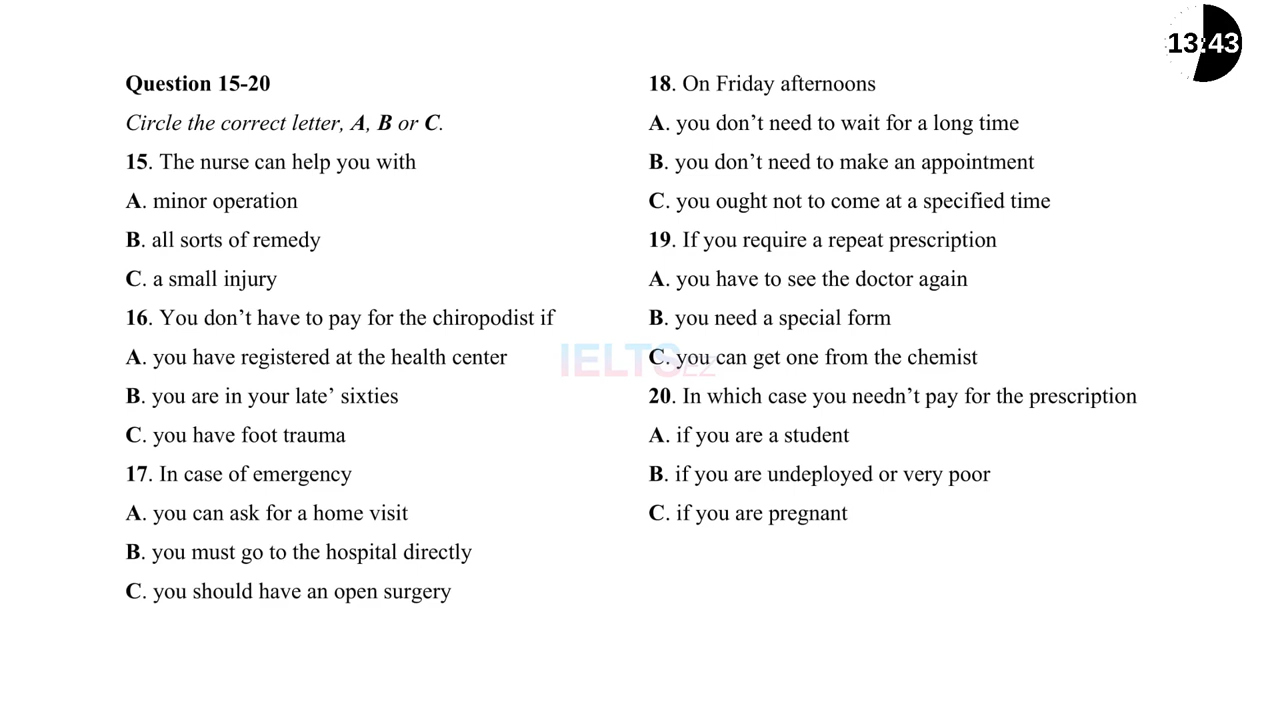 13:43
Question 15-20
Circle the correct letter, A, B or C.
15. The nurse can help you with
A. minor operation
B. all sorts of remedy
C. a small injury
16. You don’t have to pay for the chiropodist if
A. you have registered at the health center
B. you are in your late’ sixties
C. you have foot trauma
17. In case of emergency
A. you can ask for a home visit
B. you must go to the hospital directly
C. you should have an open surgery
18. On Friday afternoons
A. you don’t need to wait for a long time
B. you don’t need to make an appointment
C. you ought not to come at a specified time
19. If you require a repeat prescription
A. you have to see the doctor again
B. you need a special form
C. you can get one from the chemist
20. In which case you needn’t pay for the prescription
A. if you are a student
B. if you are undeployed or very poor
C. if you are pregnant
IELTS EZ